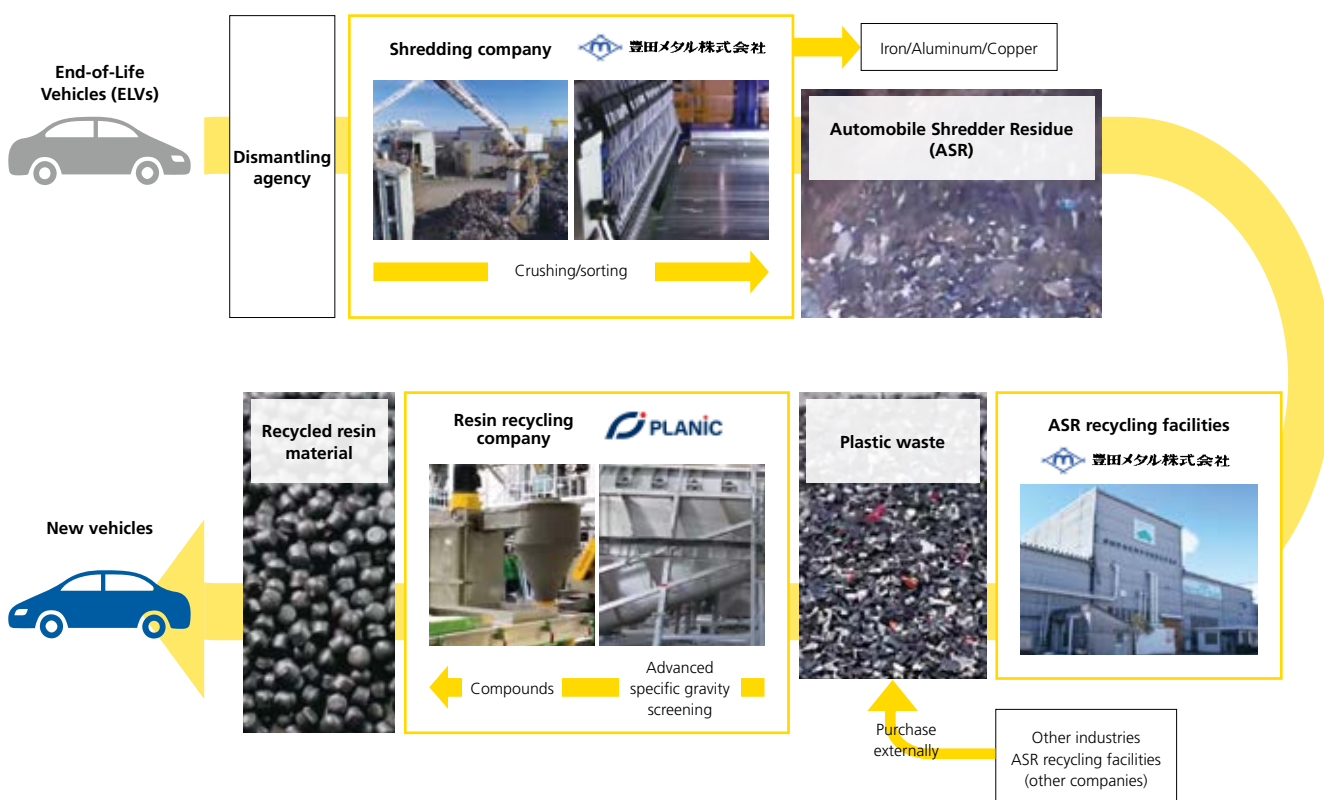 End-of-Life
Vehicles (ELVs)
Dismantling
agency
Shredding company
豊田メタル株式会社
Crushing/sorting
Iron/Aluminum/Copper
Automobile Shredder Residue
(ASR)
ASR recycling facilities
豊田メタル株式会社
Plastic waste
Purchase
externally
Other industries
ASR recycling facilities
(other companies)
Resin recycling
company
PLANIC
Advanced
specific gravity
screening
Compounds
Recycled resin
material
New vehicles